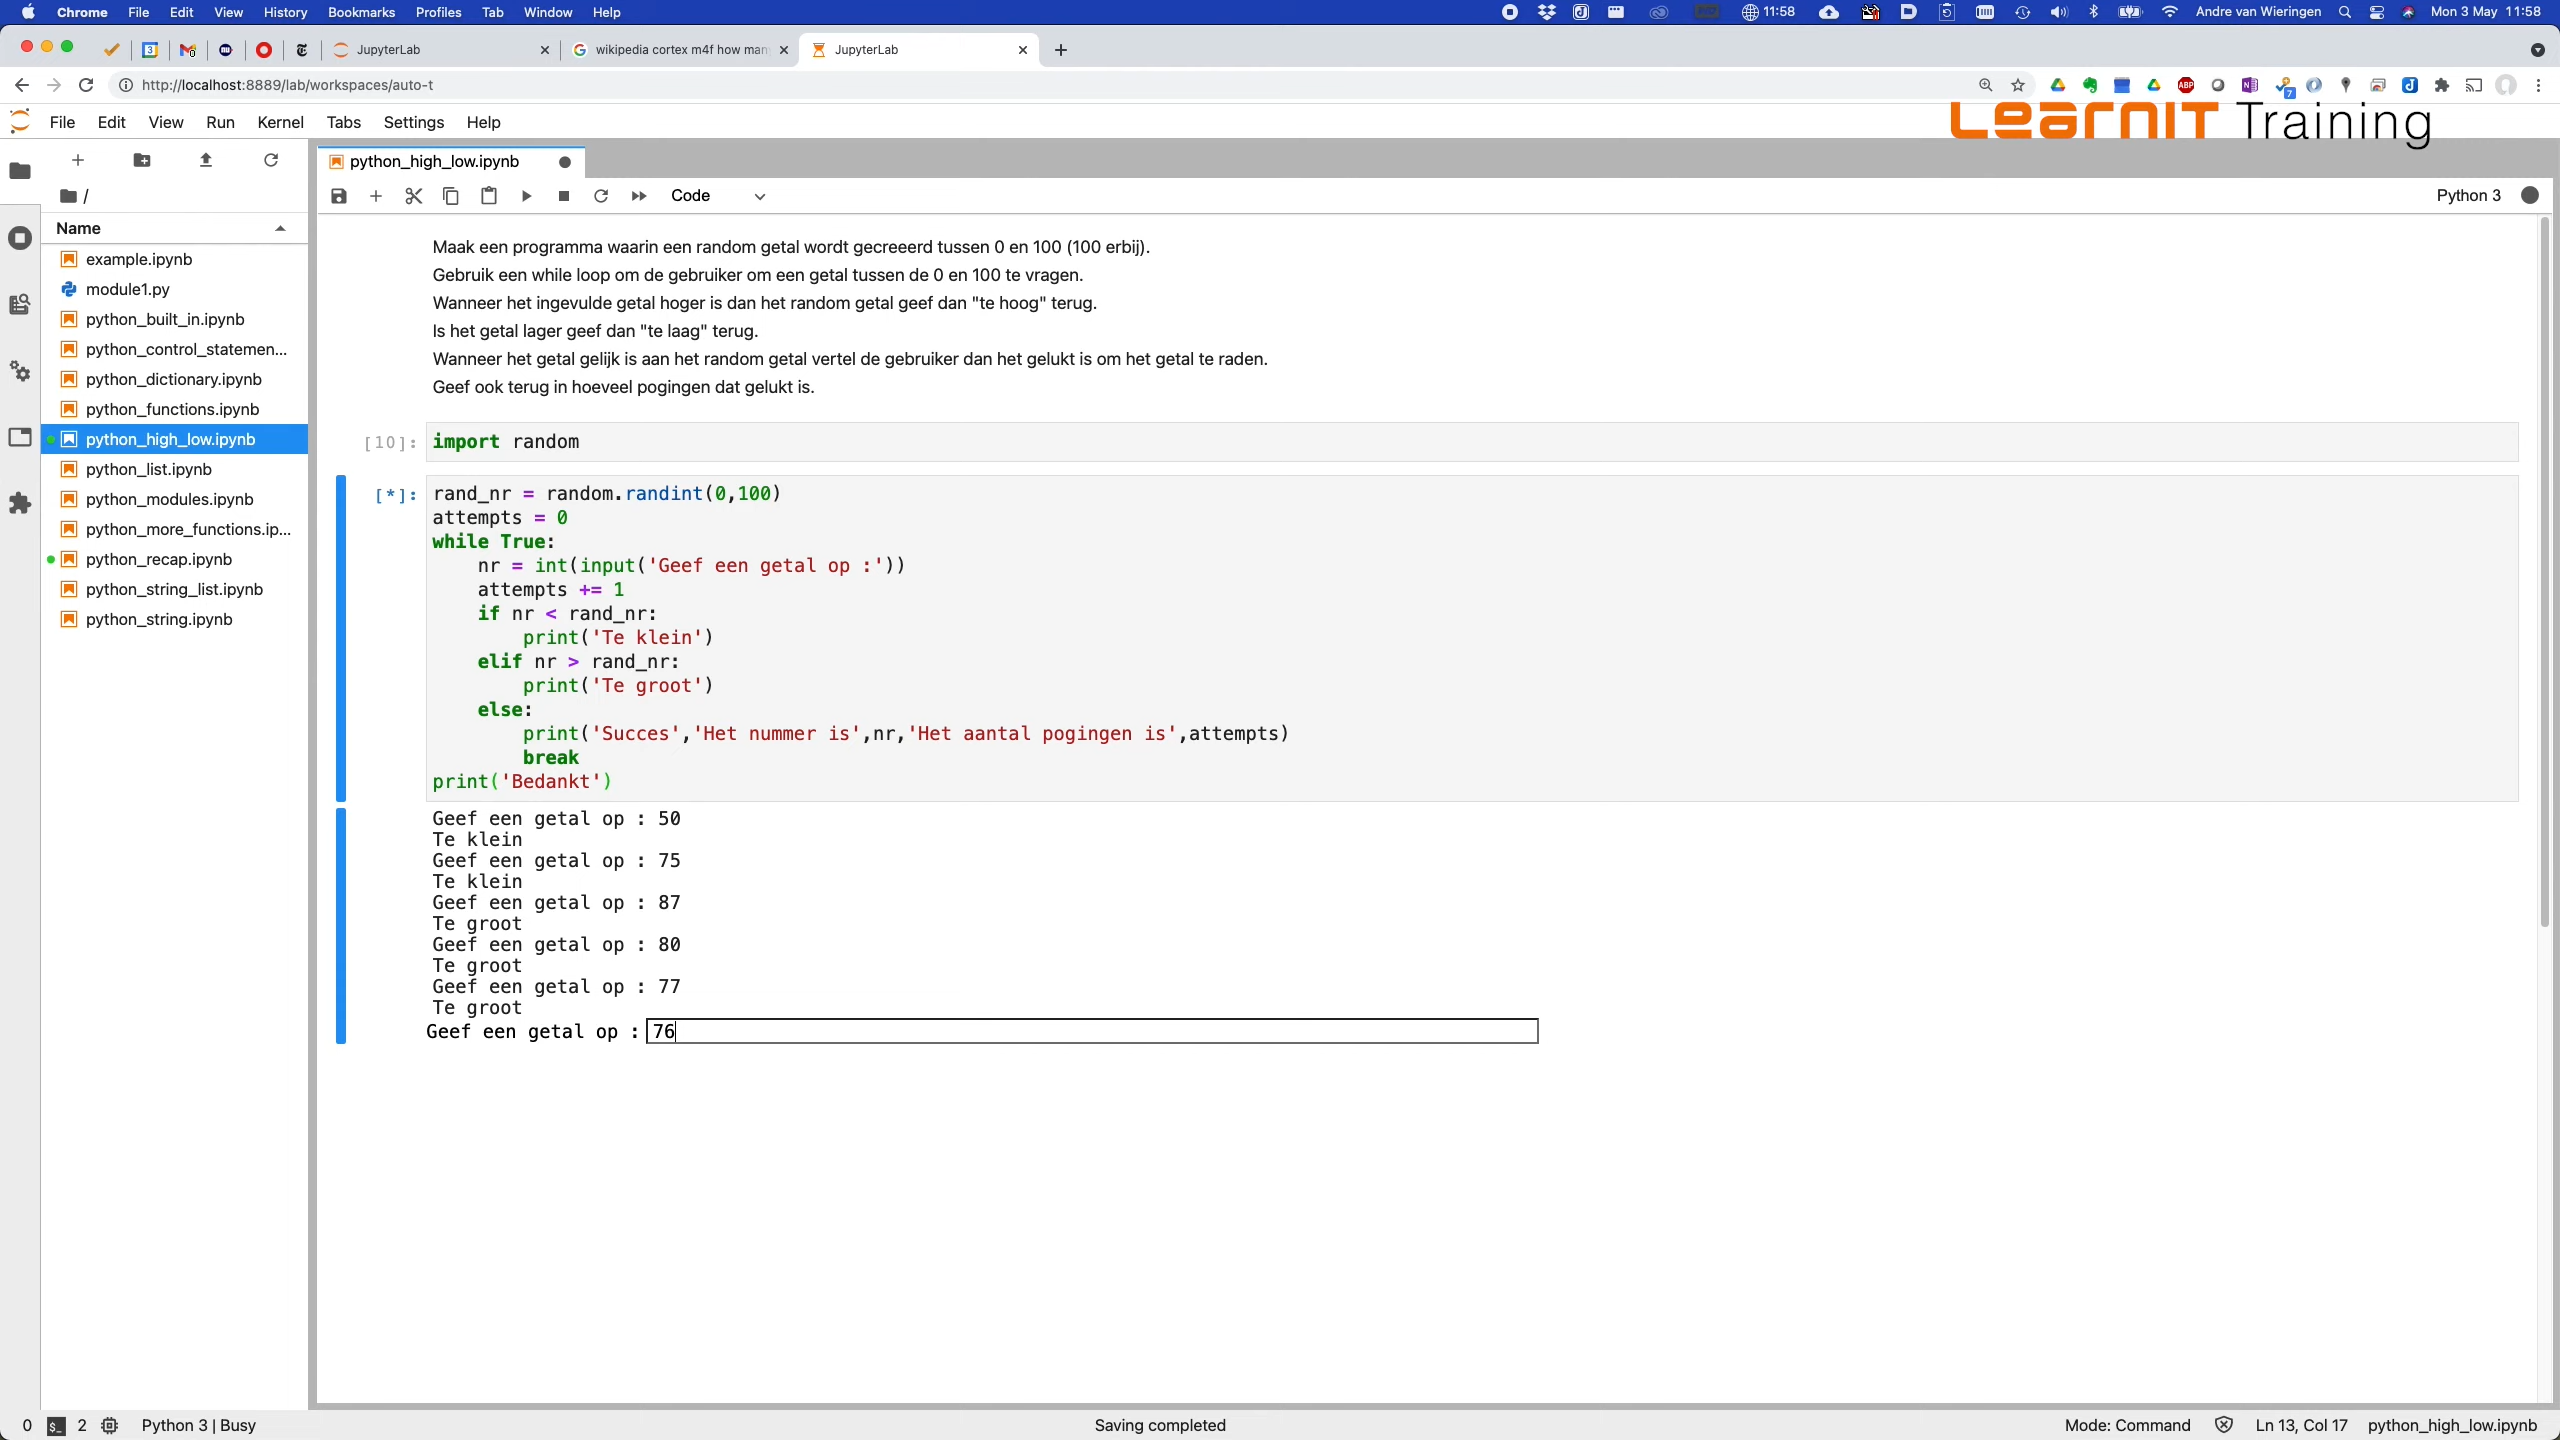 Chrome File Edit View History Bookmarks Profiles Tab Window Help 11:58 Andre van Wieringen Mon 3 May 11:58
JupyterLab wikipedia cortex m4f how man JupyterLab
http://localhost:8889/lab/workspaces/auto-t
File Edit View Run Kernel Tabs Settings Help
LearnIT Training
python_high_low.ipynb
/
Code
Python 3
Name
example.ipynb
module1.py
python_built_in.ipynb
python_control_statemen...
python_dictionary.ipynb
python_functions.ipynb
python_high_low.ipynb
python_list.ipynb
python_modules.ipynb
python_more_functions.ip...
python_recap.ipynb
python_string_list.ipynb
python_string.ipynb
Maak een programma waarin een random getal wordt gecreeerd tussen 0 en 100 (100 erbij).
Gebruik een while loop om de gebruiker om een getal tussen de 0 en 100 te vragen.
Wanneer het ingevulde getal hoger is dan het random getal geef dan "te hoog" terug.
Is het getal lager geef dan "te laag" terug.
Wanneer het getal gelijk is aan het random getal vertel de gebruiker dan het gelukt is om het getal te raden.
Geef ook terug in hoeveel pogingen dat gelukt is.
[10]: import random
[*]: rand_nr = random.randint(0,100)
attempts = 0
while True:
    nr = int(input('Geef een getal op :'))
    attempts += 1
    if nr < rand_nr:
        print('Te klein')
    elif nr > rand_nr:
        print('Te groot')
    else:
        print('Succes','Het nummer is',nr,'Het aantal pogingen is',attempts)
        break
print('Bedankt')
Geef een getal op : 50
Te klein
Geef een getal op : 75
Te klein
Geef een getal op : 87
Te groot
Geef een getal op : 80
Te groot
Geef een getal op : 77
Te groot
Geef een getal op : 76
0 2 Python 3 | Busy Saving completed Mode: Command Ln 13, Col 17 python_high_low.ipynb